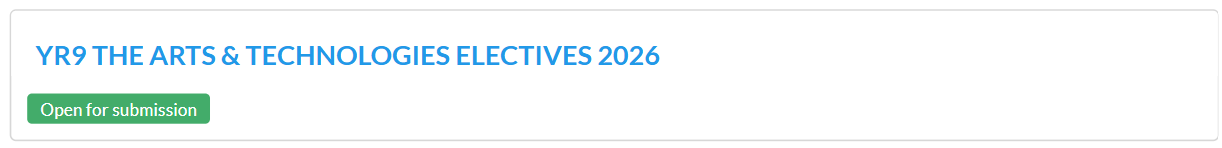 YR9 THE ARTS & TECHNOLOGIES ELECTIVES 2026
Open for submission